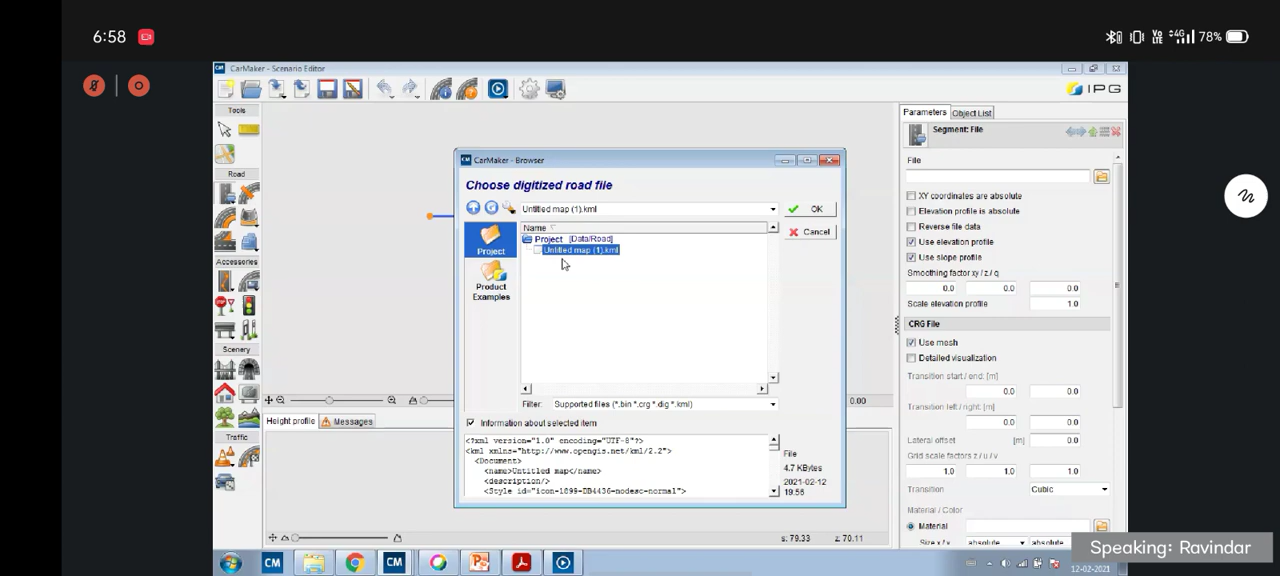 6:58
78%
CarMaker - Scenario Editor
IPG
Tools
Road
Accessories
STOP
Scenery
Traffic
Parameters
Object List
Segment: File
File
XY coordinates are absolute
Elevation profile is absolute
Reverse file data
Use elevation profile
Use slope profile
Smoothing factor xy / z / q
0.0
0.0
0.0
Scale elevation profile
1.0
CRG File
Use mesh
Detailed visualization
Transition start / end: [m]
0.0
0.0
Transition left / right: [m]
0.0
0.0
Lateral offset
[m]
0.0
Grid scale factors z / u / v
1.0
1.0
1.0
Transition
Cubic
Material / Color
Material
Size x / x
absolute
absolute
CM
CarMaker - Browser
Choose digitized road file
Untitled map (1).kml
OK
Cancel
Project
Product
Examples
Name
Project [Data/Road]
Untitled map (1).kml
Filter:
Supported files (*.bin *.crg *.dig *.kml)
Information about selected item
<?xml version="1.0" encoding="UTF-8"?>
<kml xmlns="http://www.opengis.net/kml/2.2">
<Document>
<name>Untitled map</name>
<description/>
<Style id="icon-1899-DB4436-nodesc-normal">
File
4.7 KBytes
2021-02-12
19:56
0.00
Height profile
Messages
s: 79.33
z: 70.11
CM
CM
12-02-2021
Speaking: Ravindar